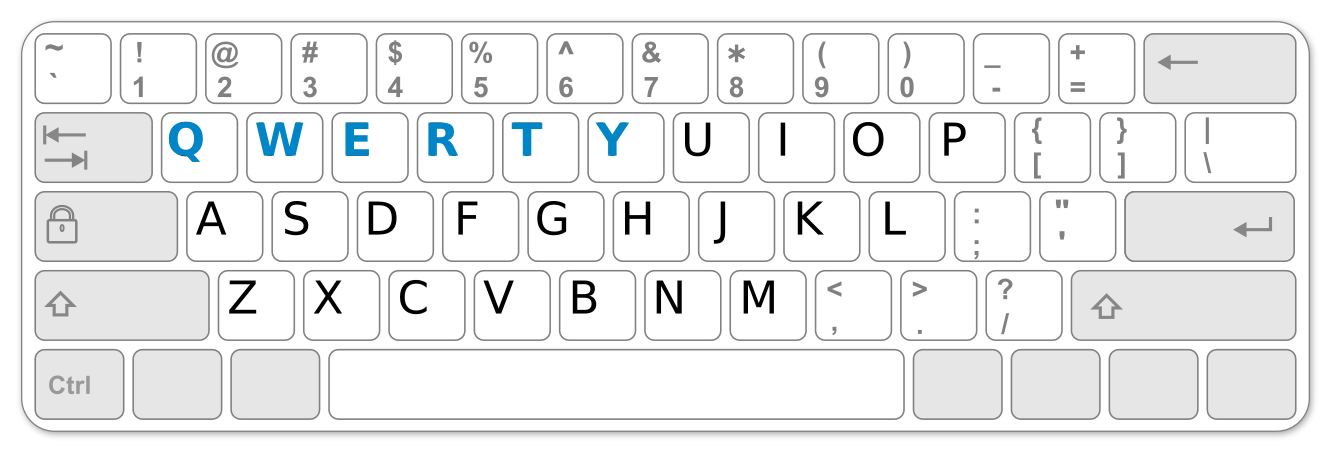 ~ ! @ # $ % ^ & * ( ) _ +
` 1 2 3 4 5 6 7 8 9 0 - =
Q W E R T Y U I O P { } |
[ ] \
A S D F G H J K L : "
; '
Z X C V B N M < > ?
, . /
Ctrl